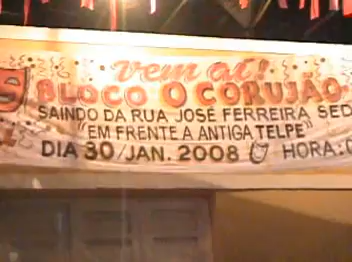 vem aí!
BLOCO O CORUJÃO
SAINDO DA RUA JOSÉ FERREIRA
"EM FRENTE A ANTIGA TELPE"
DIA 30/JAN. 2008 HORA: